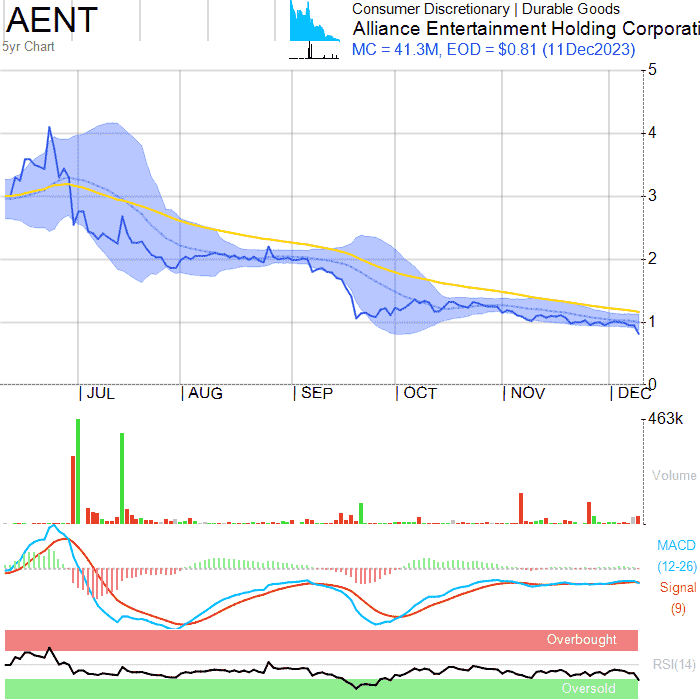 AENT
5yr Chart
Consumer Discretionary | Durable Goods
Alliance Entertainment Holding Corporati
MC = 41.3M, EOD = $0.81 (11Dec2023)
5
4
3
2
1
0
| JUL | AUG | SEP | OCT | NOV | DEC
463k
Volume
MACD
(12-26)
Signal
(9)
Overbought
RSI(14)
Oversold